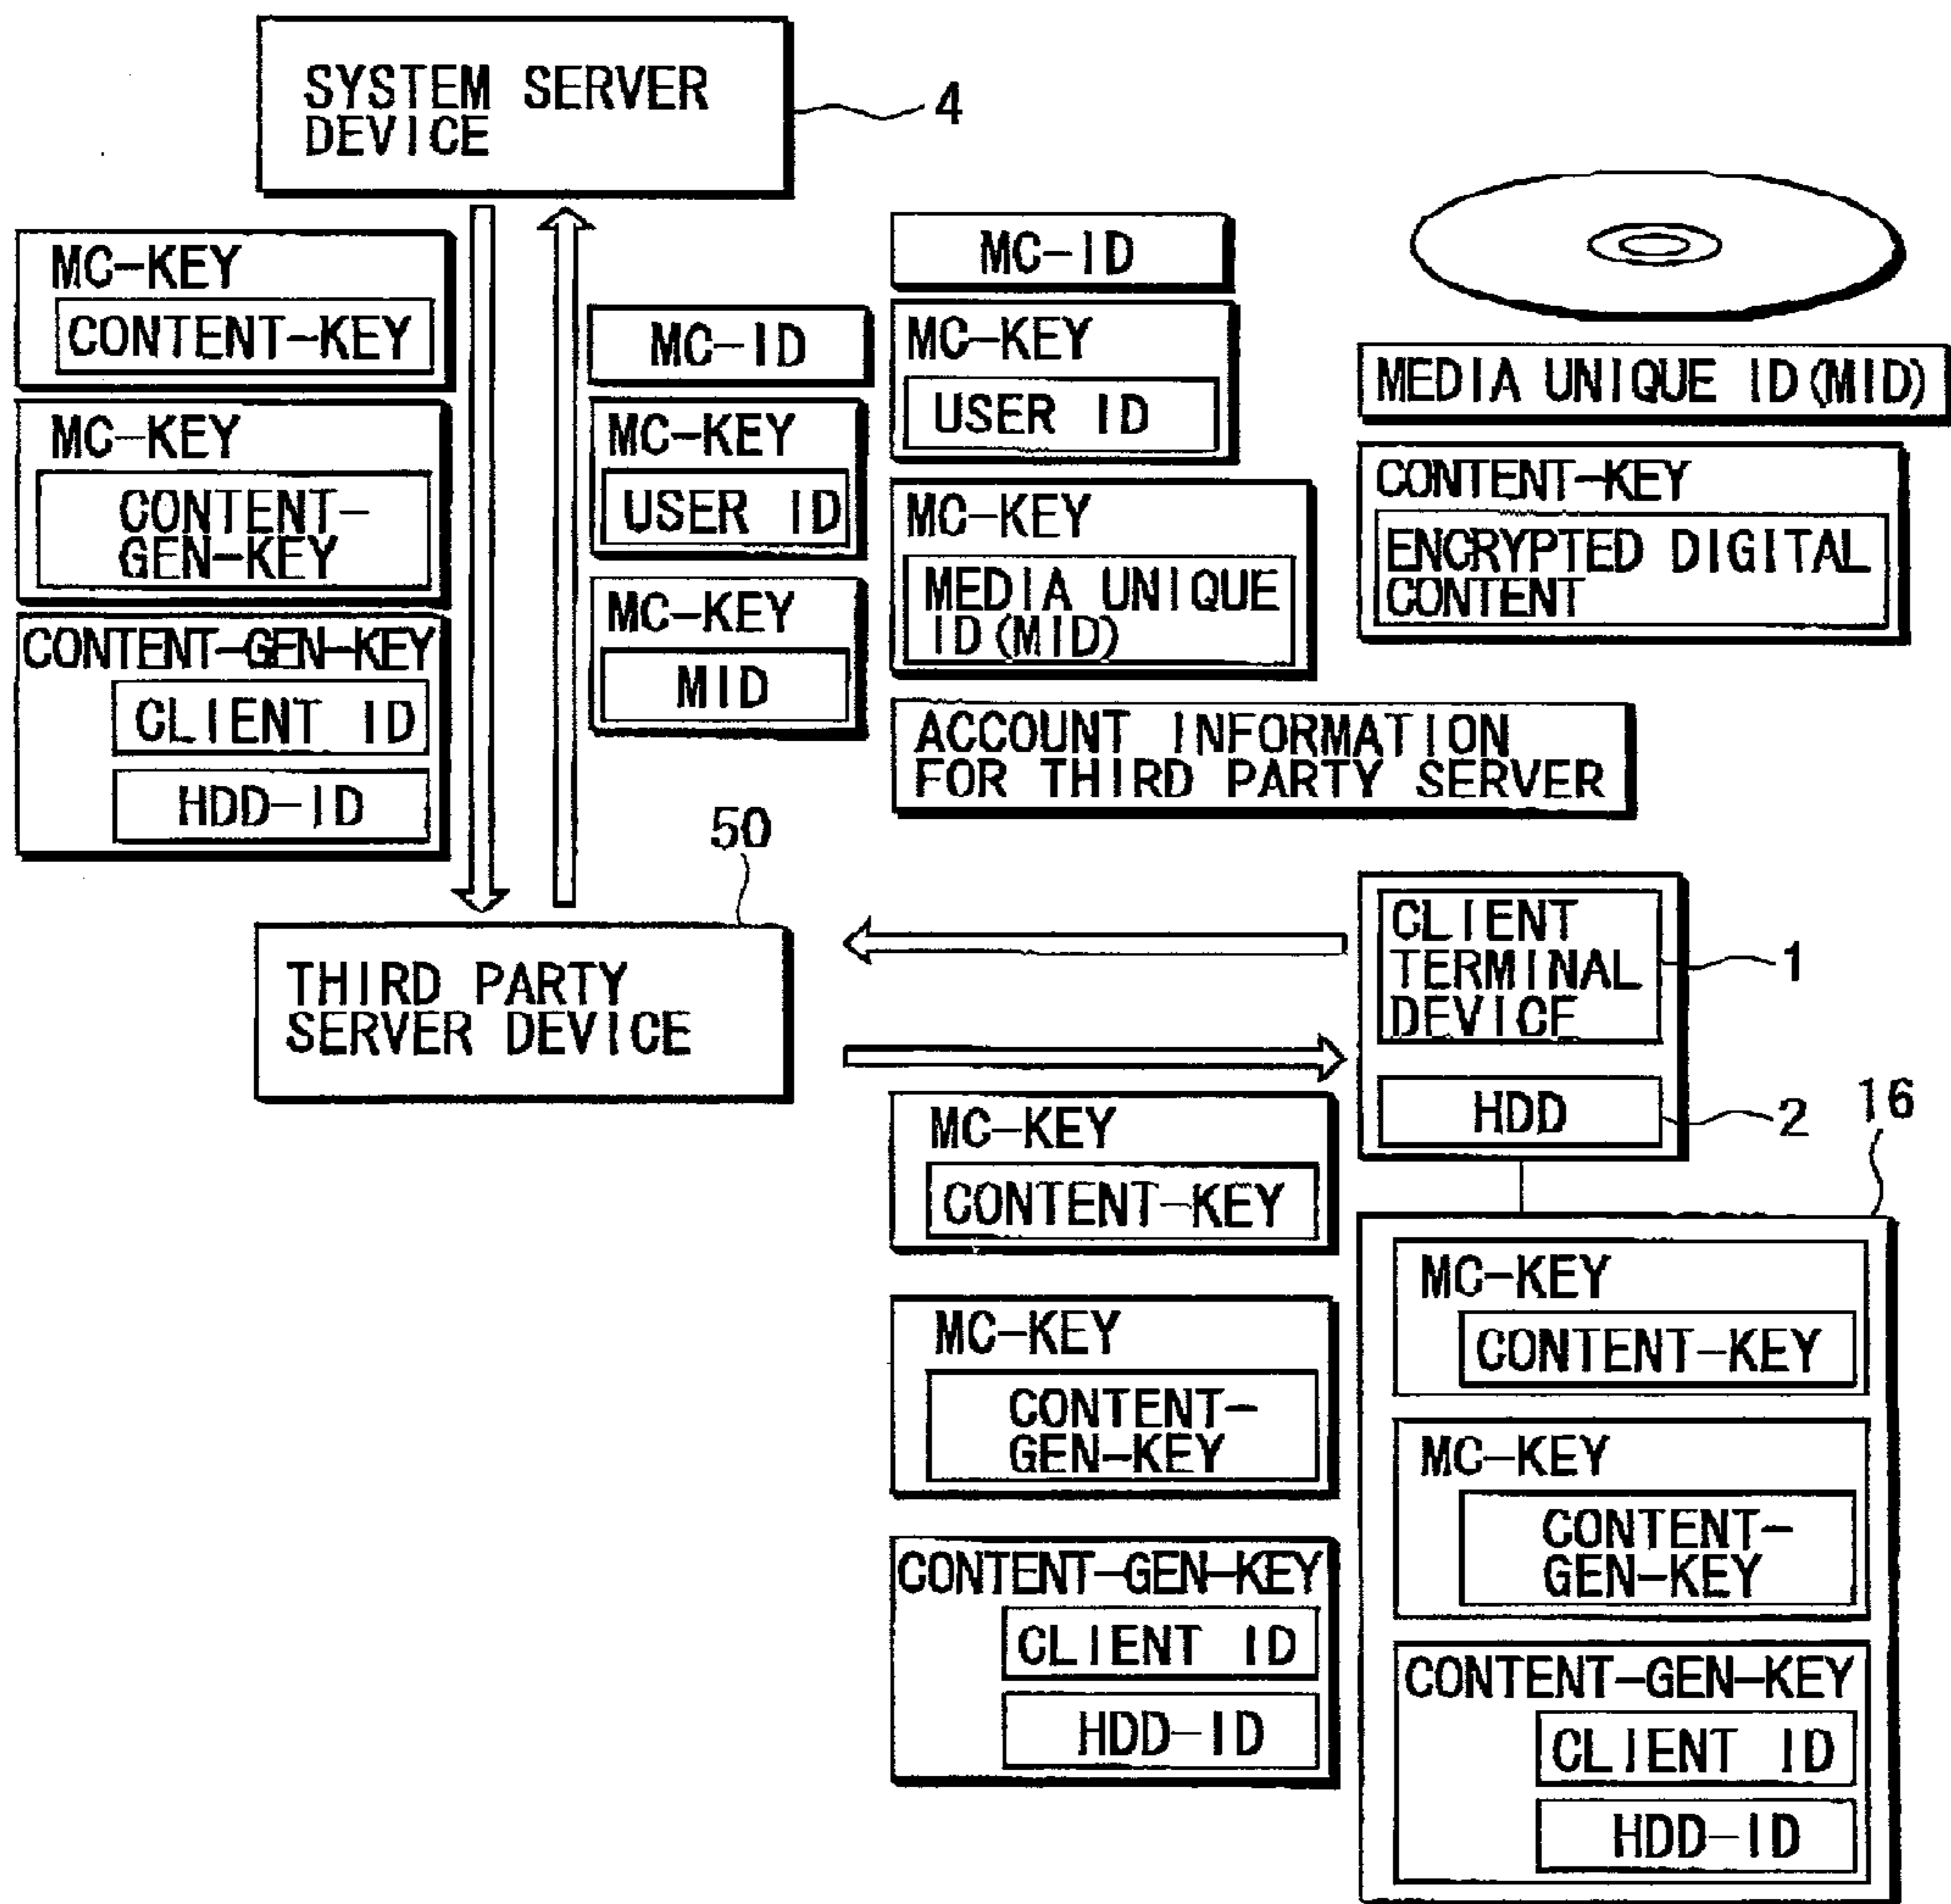 SYSTEM SERVER
DEVICE
4
MC-KEY
CONTENT-KEY
MC-KEY
CONTENT-
GEN-KEY
CONTENT-GEN-KEY
CLIENT ID
HDD-ID
MC-ID
MC-KEY
USER ID
MC-KEY
MID
MC-ID
MC-KEY
USER ID
MC-KEY
MEDIA UNIQUE
ID(MID)
ACCOUNT INFORMATION
FOR THIRD PARTY SERVER
MEDIA UNIQUE ID(MID)
CONTENT-KEY
ENCRYPTED DIGITAL
CONTENT
50
THIRD PARTY
SERVER DEVICE
CLIENT
TERMINAL
DEVICE
1
HDD
2
16
MC-KEY
CONTENT-KEY
MC-KEY
CONTENT-
GEN-KEY
CONTENT-GEN-KEY
CLIENT ID
HDD-ID
MC-KEY
CONTENT-KEY
MC-KEY
CONTENT-
GEN-KEY
CONTENT-GEN-KEY
CLIENT ID
HDD-ID